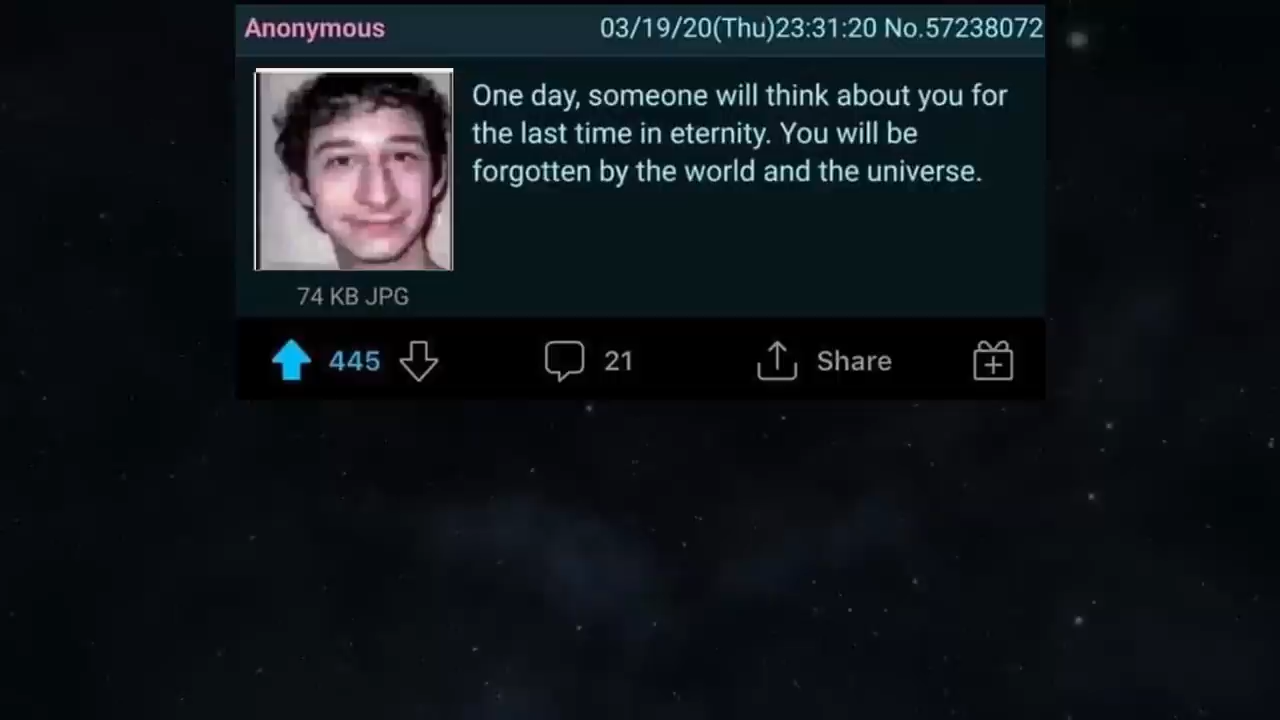 Anonymous 03/19/20(Thu)23:31:20 No.57238072
One day, someone will think about you for
the last time in eternity. You will be
forgotten by the world and the universe.
74 KB JPG
445 21 Share